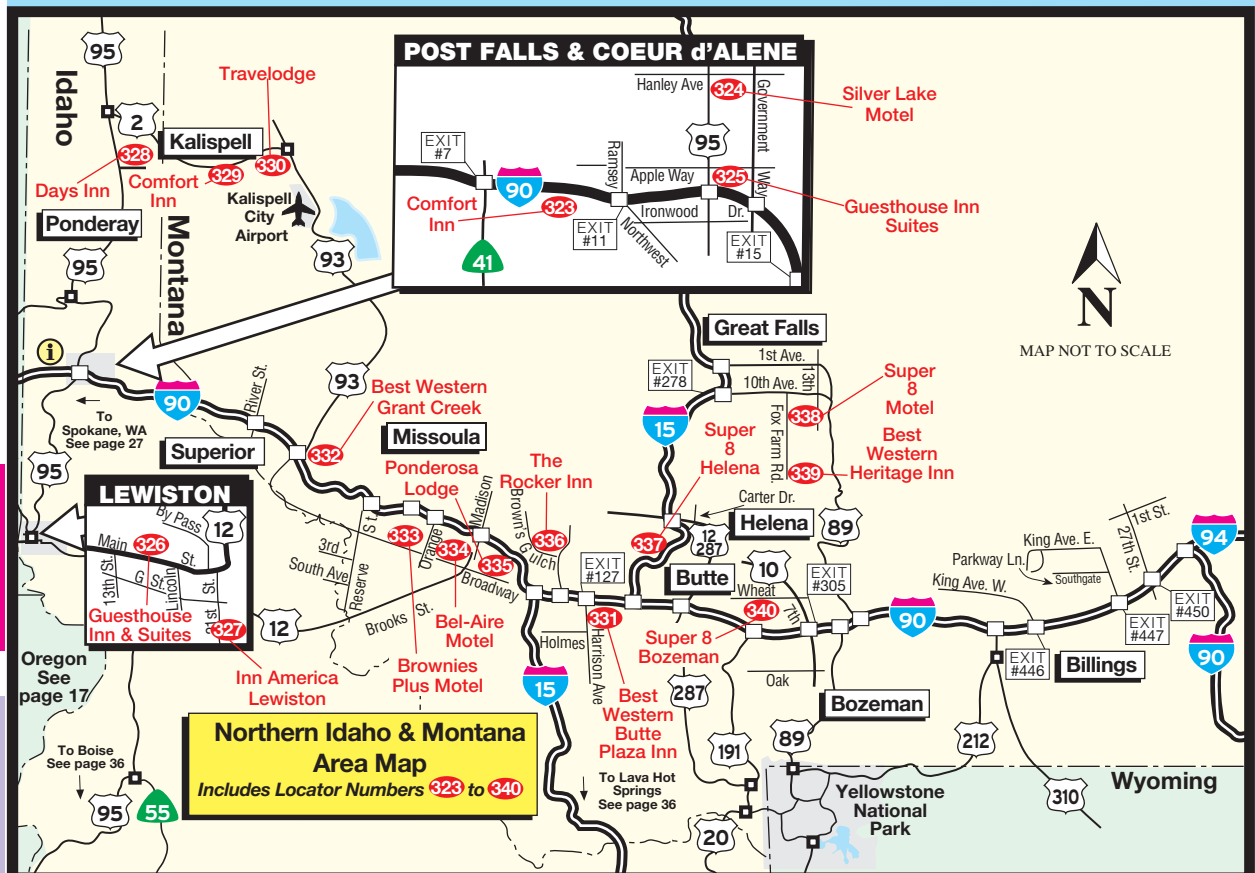 95
Idaho
2
Kalispell
Travelodge
328
329
330
Days Inn
Comfort
Inn
Kalispell
City
Airport
Ponderay
Montana
95
93
POST FALLS & COEUR d'ALENE
Hanley Ave
324
Government
Way
Silver Lake
Motel
95
EXIT
#7
Ramsey
90
Apple Way
325
Comfort
Inn
323
Ironwood
Dr.
Guesthouse Inn
Suites
EXIT
#11
Northwest
EXIT
#15
41
N
MAP NOT TO SCALE
i
90
To
Spokane, WA
See page 27
River St.
93
Best Western
Grant Creek
332
Superior
Missoula
Ponderosa
Lodge
Madison
The
Rocker Inn
Brown's Gulch
336
333
Orange
334
335
Broadway
3rd
South Ave
Reserve
St
Brooks St.
Bel-Aire
Motel
Brownies
Plus Motel
95
LEWISTON
By Pass
12
Main
326
St.
13th St.
G St.
Lincoln
21st
St.
Guesthouse
Inn & Suites
327
12
Inn America
Lewiston
Oregon
See
page 17
To Boise
See page 36
95
55
Northern Idaho & Montana
Area Map
Includes Locator Numbers 323 to 340
Great Falls
1st Ave.
10th Ave.
13th
EXIT
#278
15
Fox Farm Rd.
338
Super
8
Motel
339
Best
Western
Heritage Inn
Super
8
Helena
Carter Dr.
Helena
337
12
287
89
Butte
10
EXIT
#127
EXIT
#305
Wheat
340
7th
331
Holmes
Harrison Ave
Super 8
Bozeman
Oak
15
Best
Western
Butte
Plaza Inn
287
Bozeman
90
To Lava Hot
Springs
See page 36
191
89
20
Yellowstone
National
Park
Wyoming
212
310
Parkway Ln.
King Ave. E.
Southgate
King Ave. W.
27th St.
1st St.
94
EXIT
#450
EXIT
#447
EXIT
#446
Billings
90